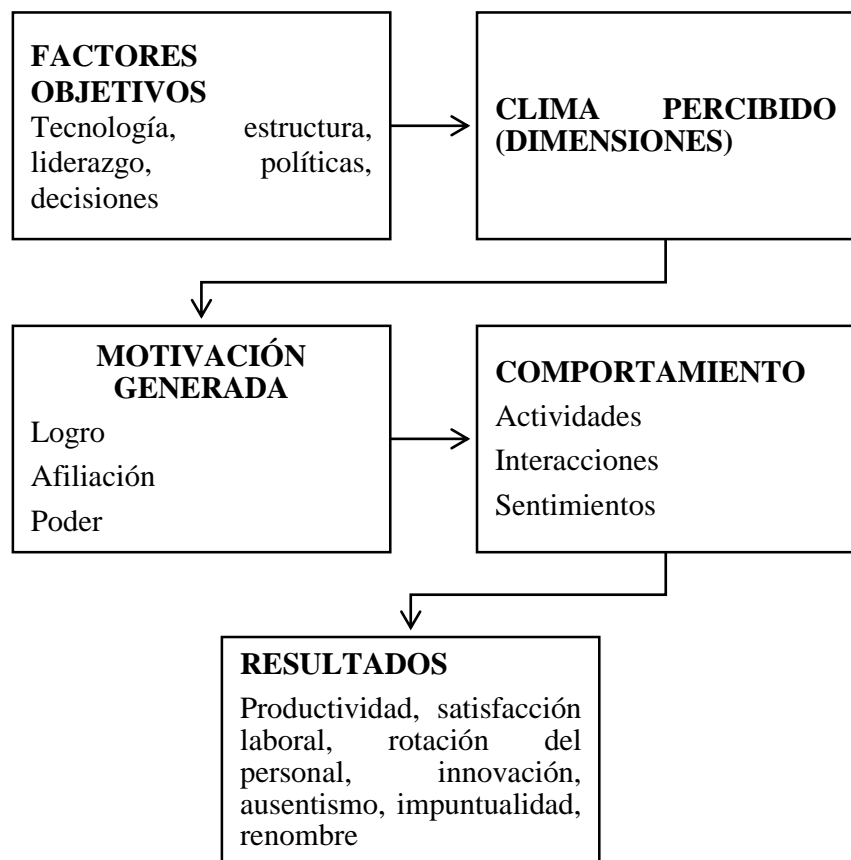 FACTORES
OBJETIVOS
Tecnología, estructura,
liderazgo, políticas,
decisiones
CLIMA PERCIBIDO
(DIMENSIONES)
MOTIVACIÓN
GENERADA
Logro
Afiliación
Poder
COMPORTAMIENTO
Actividades
Interacciones
Sentimientos
RESULTADOS
Productividad, satisfacción
laboral, rotación del
personal, innovación,
ausentismo, impuntualidad,
renombre